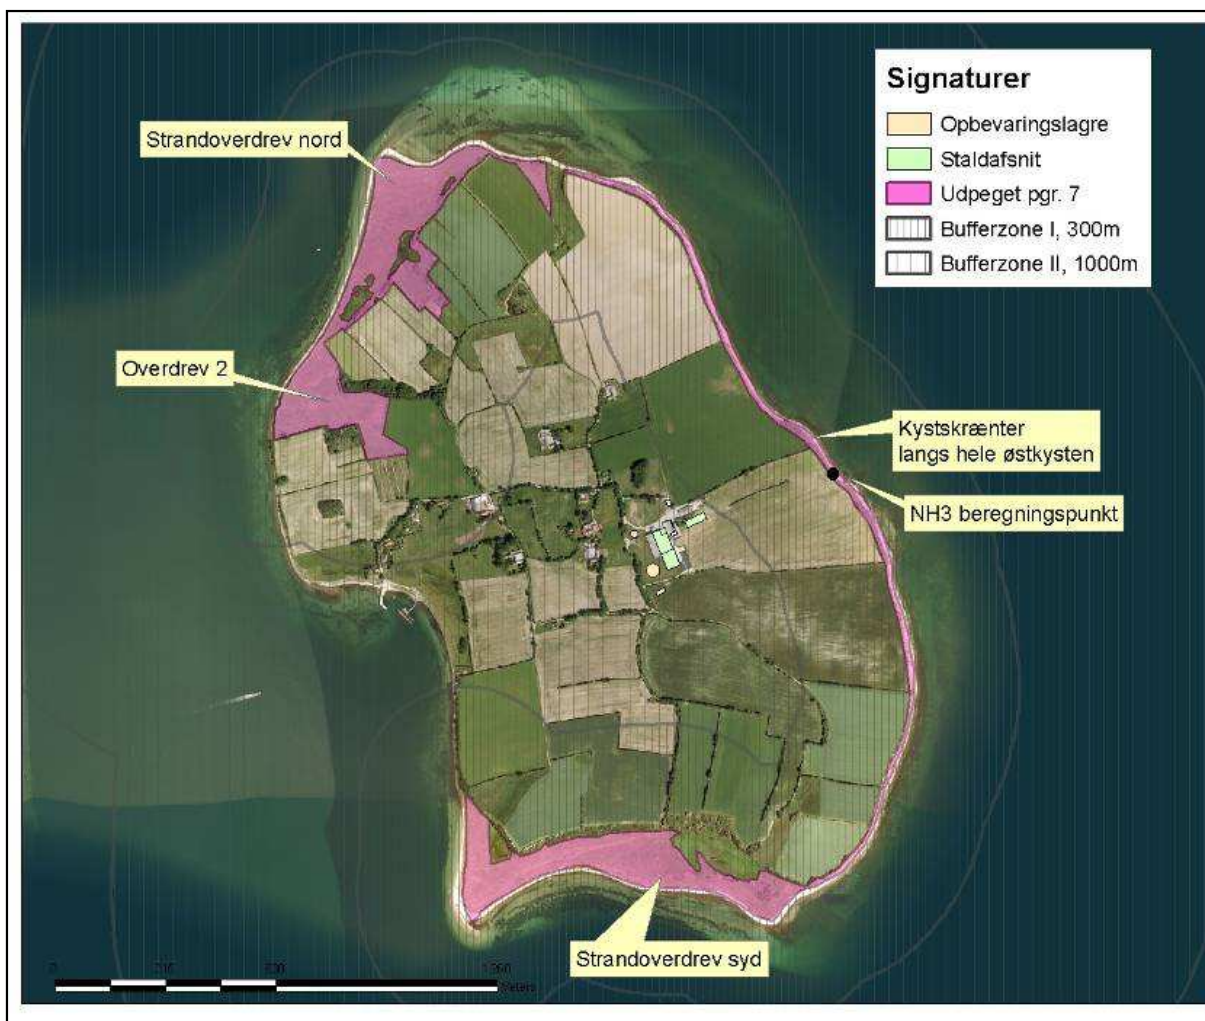 Signaturer
Opbevaringslagre
Staldafsnit
Udpeget pgr. 7
Bufferzone I, 300m
Bufferzone II, 1000m
Strandoverdrev nord
Overdrev 2
Kystskrænter
langs hele østkysten
NH3 beregningspunkt
Strandoverdrev syd
0
Meters